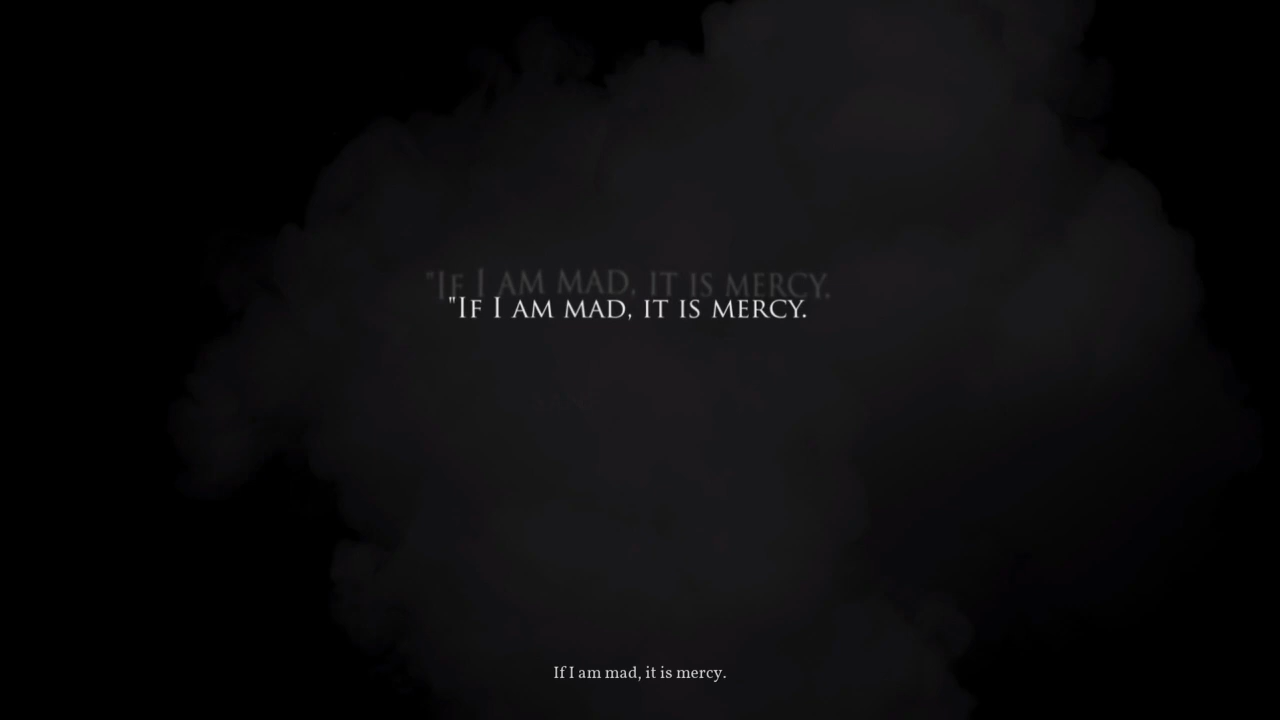 "If I am mad, it is mercy.
"If I am mad, it is mercy.
If I am mad, it is mercy.